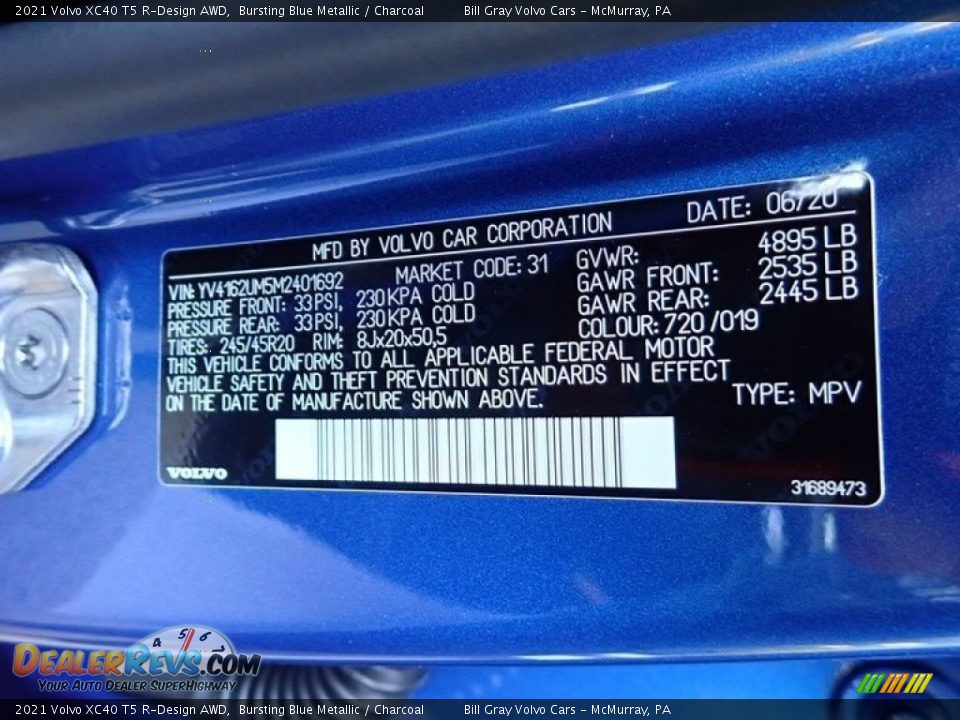 2021 Volvo XC40 T5 R-Design AWD, Bursting Blue Metallic / Charcoal Bill Gray Volvo Cars - McMurray, PA
MFD BY VOLVO CAR CORPORATION DATE: 06/20
VIN: YV4162UM5M2401692 MARKET CODE: 31 GVWR: 4895 LB
PRESSURE FRONT: 33 PSI, 230 KPA COLD GAWR FRONT: 2535 LB
PRESSURE REAR: 33 PSI, 230 KPA COLD GAWR REAR: 2445 LB
TIRES: 245/45R20 RIM: 8Jx20x50,5 COLOUR: 720 /019
THIS VEHICLE CONFORMS TO ALL APPLICABLE FEDERAL MOTOR
VEHICLE SAFETY AND THEFT PREVENTION STANDARDS IN EFFECT
ON THE DATE OF MANUFACTURE SHOWN ABOVE. TYPE: MPV
VOLVO 31689473
4 5 6 7
DEALERREVS.COM
YOUR AUTO DEALER SUPERHIGHWAY
2021 Volvo XC40 T5 R-Design AWD, Bursting Blue Metallic / Charcoal Bill Gray Volvo Cars - McMurray, PA